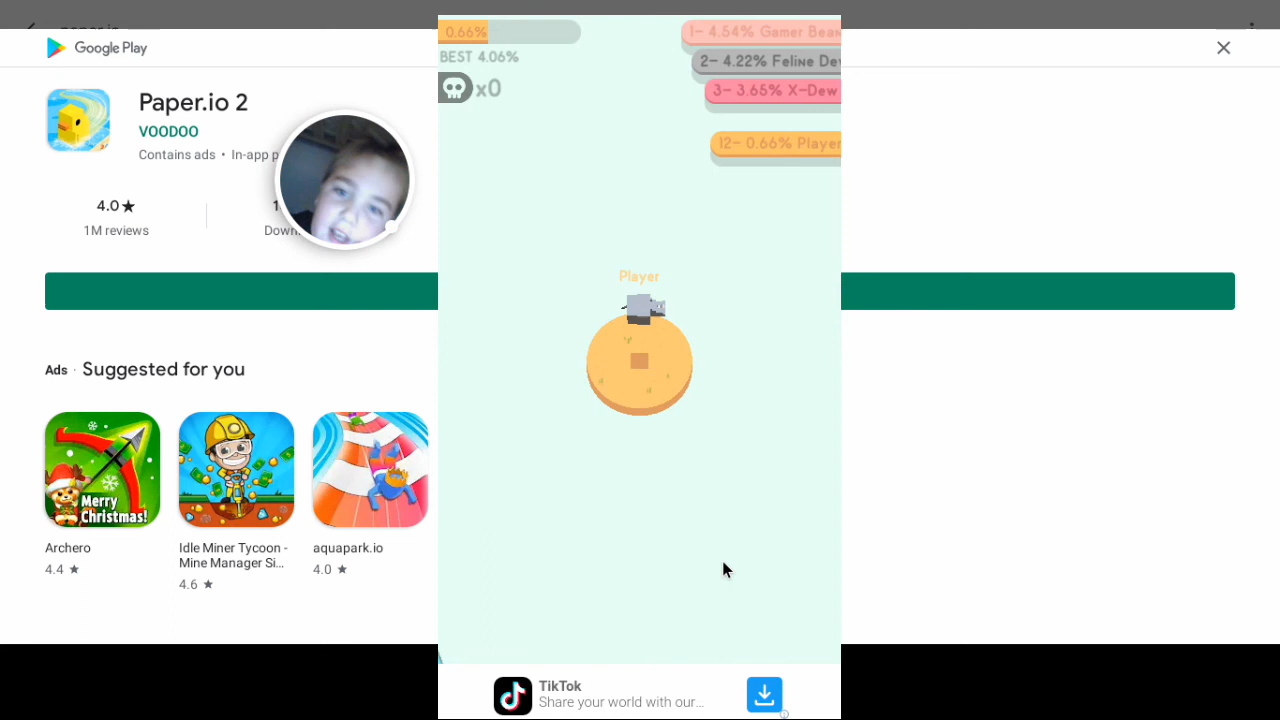 Google Play
Paper.io 2
VOODOO
Contains ads • In-app
4.0★
1M reviews
Ads · Suggested for you
Merry
Christmas!
Archero
4.4 ★
Idle Miner Tycoon -
Mine Manager Si...
4.6 ★
aquapark.io
4.0 ★
0.66%
BEST 4.06%
x0
1- 4.54% Gamer
2- 4.22% Feline
3- 3.65% X-Dew
12- 0.66% Player
Player
TikTok
Share your world with our...